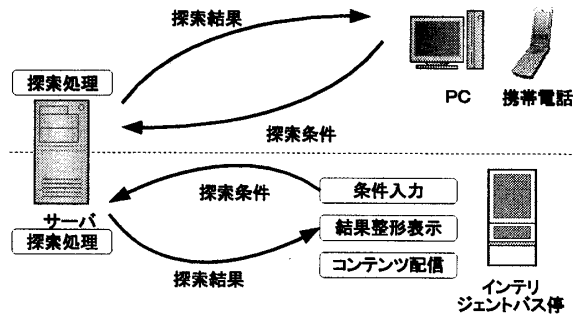 探索結果
探索処理
PC
携帯電話
探索条件
探索条件
条件入力
サーバ
結果整形表示
探索処理
コンテンツ配信
探索結果
インテリ
ジェントバス停